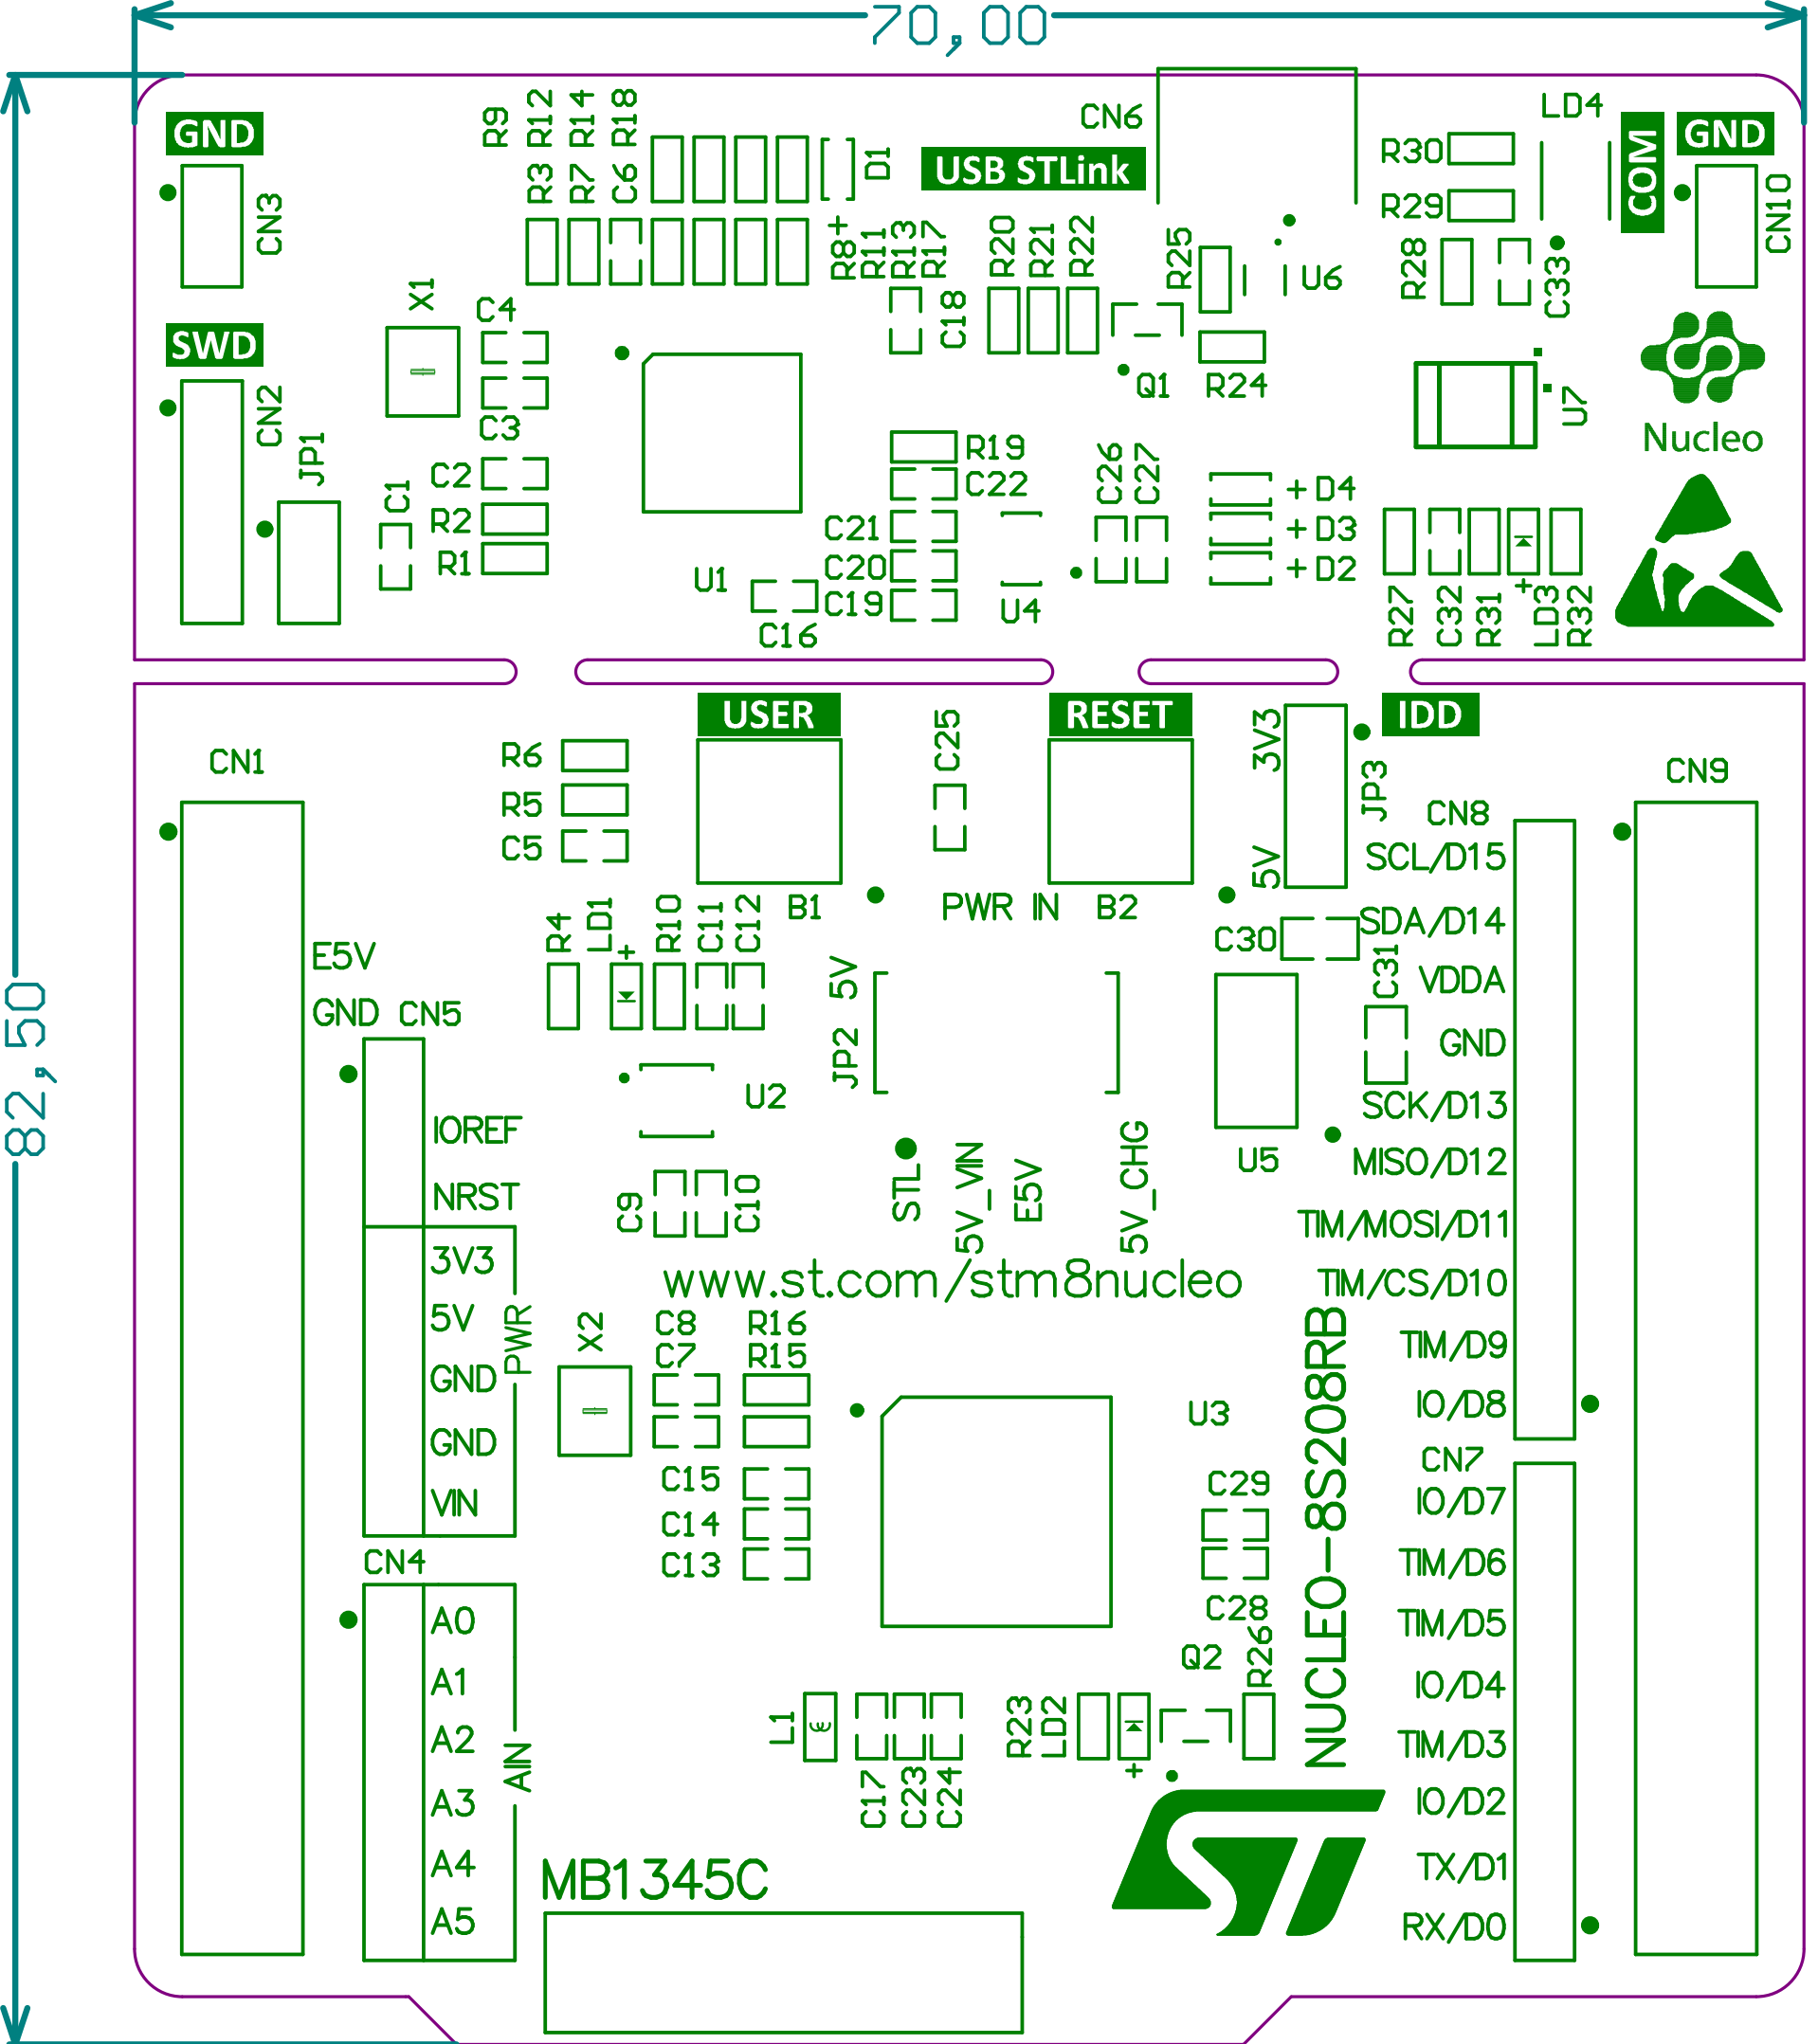 70,00
82,50
GND
CN3
R9
R12
R14
R18
R3
R7
C6
D1
CN6
USB STLink
R30
R29
LD4
COM
GND
CN10
R8
+
R11
R13
R17
R20
R21
R22
R25
U6
R28
C33
X1
C4
C18
Q1
R24
SWD
CN2
JP1
C3
C2
C1
R2
R1
U1
C16
R19
C22
C21
C20
C19
U4
C26
C27
+ D4
+ D3
+ D2
U7
Nucleo
R27
C32
R31
+
LD3
R32
USER
RESET
IDD
CN1
R6
R5
C5
C25
3V3
5V
JP3
CN8
CN9
B1
PWR IN
B2
SCL/D15
SDA/D14
VDDA
GND
SCK/D13
MISO/D12
TIM/MOSI/D11
TIM/CS/D10
TIM/D9
IO/D8
R4
LD1
+
R10
C11
C12
C30
C31
E5V
GND
CN5
5V
JP2
U2
U5
IOREF
NRST
3V3
5V
GND
GND
VIN
PWR
C9
C10
STL
5V_VIN
E5V
5V_CHG
www.st.com/stm8nucleo
X2
C8
C7
R16
R15
U3
C15
C14
C13
C29
C28
NUCLEO-8S208RB
CN7
IO/D7
TIM/D6
TIM/D5
IO/D4
TIM/D3
IO/D2
TX/D1
RX/D0
CN4
A0
A1
A2
A3
A4
A5
AIN
Q2
R26
L1
C17
C23
C24
R23
LD2
+
ST
MB1345C